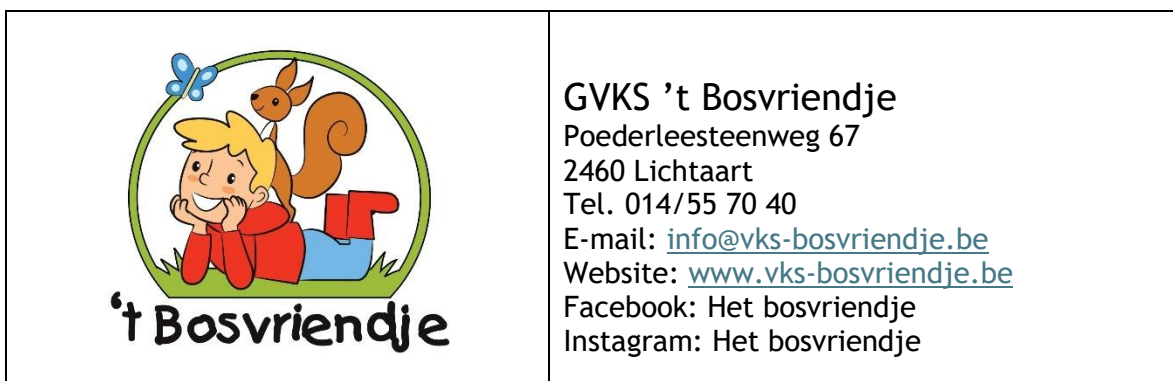 't Bosvriendje
GVKS ’t Bosvriendje
Poederleesteenweg 67
2460 Lichtaart
Tel. 014/55 70 40
E-mail: info@vks-bosvriendje.be
Website: www.vks-bosvriendje.be
Facebook: Het bosvriendje
Instagram: Het bosvriendje